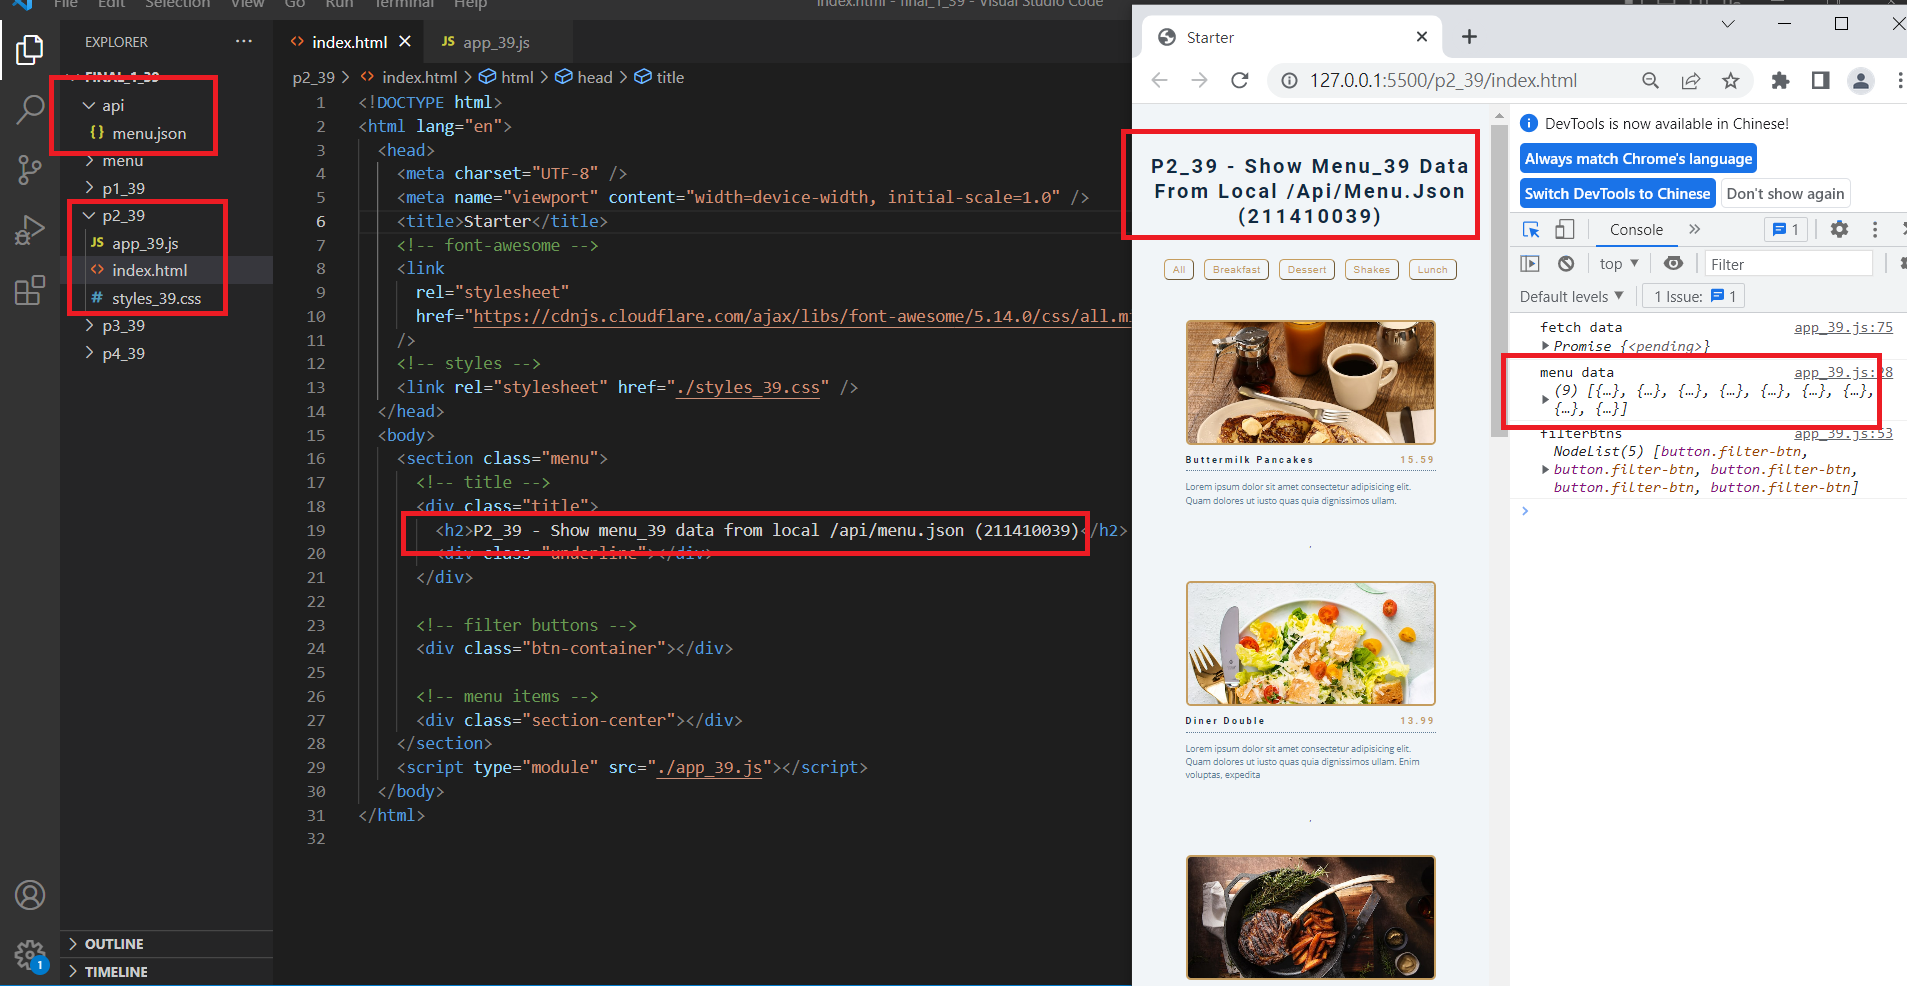 File Edit Selection View Go Run Terminal Help
index.html - final_1_39 - Visual Studio Code
EXPLORER
FINAL_1_39
api
{} menu.json
menu
p1_39
p2_39
JS app_39.js
<> index.html
# styles_39.css
p3_39
p4_39
OUTLINE
TIMELINE
1
<> index.html
JS app_39.js
p2_39 > <> index.html > html > head > title
1 <!DOCTYPE html>
2 <html lang="en">
3 <head>
4 <meta charset="UTF-8" />
5 <meta name="viewport" content="width=device-width, initial-scale=1.0" />
6 <title>Starter</title>
7 <!-- font-awesome -->
8 <link
9 rel="stylesheet"
10 href="https://cdnjs.cloudflare.com/ajax/libs/font-awesome/5.14.0/css/all.mi
11 />
12 <!-- styles -->
13 <link rel="stylesheet" href="./styles_39.css" />
14 </head>
15 <body>
16 <section class="menu">
17 <!-- title -->
18 <div class="title">
19 <h2>P2_39 - Show menu_39 data from local /api/menu.json (211410039)</h2>
20 <div class="underline"></div>
21 </div>
22
23 <!-- filter buttons -->
24 <div class="btn-container"></div>
25
26 <!-- menu items -->
27 <div class="section-center"></div>
28 </section>
29 <script type="module" src="./app_39.js"></script>
30 </body>
31 </html>
32
Starter
127.0.0.1:5500/p2_39/index.html
P2_39 - Show Menu_39 Data
From Local /Api/Menu.Json
(211410039)
All Breakfast Dessert Shakes Lunch
Buttermilk Pancakes 15.59
Lorem ipsum dolor sit amet consectetur adipisicing elit.
Quam dolores ut iusto quas quia dignissimos ullam.
Diner Double 13.99
Lorem ipsum dolor sit amet consectetur adipisicing elit.
Quam dolores ut iusto quas quia dignissimos ullam. Enim
voluptas, expedita
DevTools is now available in Chinese!
Always match Chrome's language
Switch DevTools to Chinese
Don't show again
Console
1
top
Filter
Default levels
1 Issue: 1
fetch data app_39.js:75
Promise {<pending>}
menu data app_39.js:28
(9) [{…}, {…}, {…}, {…}, {…}, {…}, {…},
{…}, {…}]
filterBtns app_39.js:53
NodeList(5) [button.filter-btn,
button.filter-btn, button.filter-btn,
button.filter-btn, button.filter-btn]